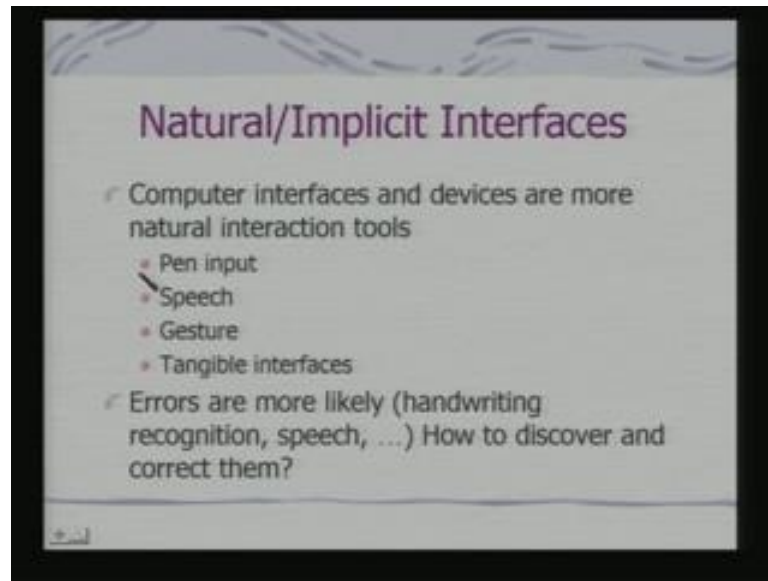 Natural/Implicit Interfaces
Computer interfaces and devices are more
natural interaction tools
Pen input
Speech
Gesture
Tangible interfaces
Errors are more likely (handwriting
recognition, speech, ...) How to discover and
correct them?